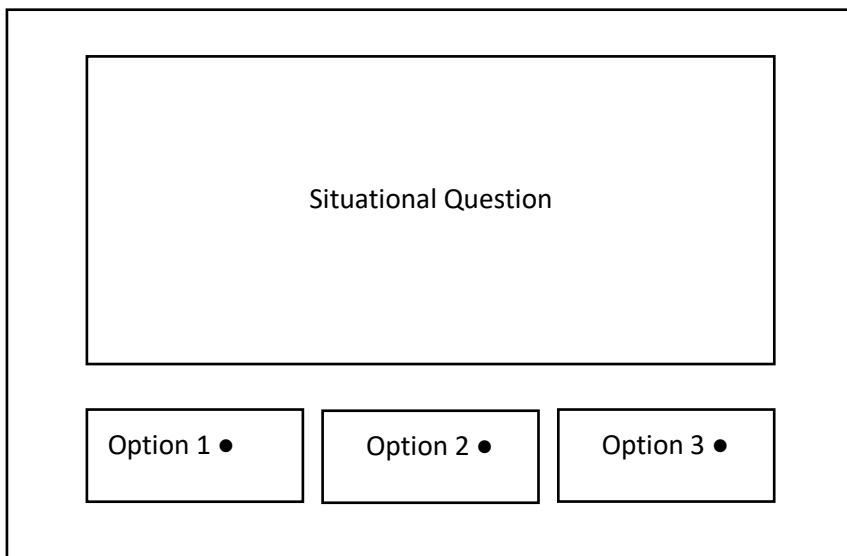 Situational Question
Option 1 ●
Option 2 ●
Option 3 ●